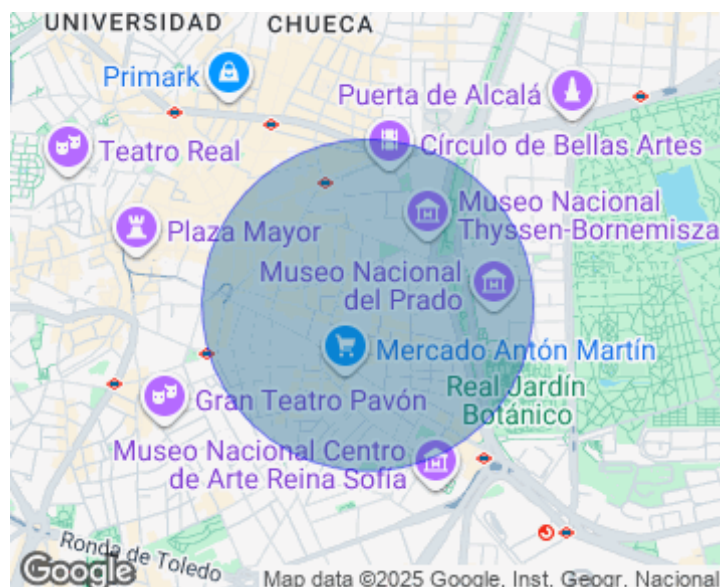 UNIVERSIDAD
CHUECA
Primark
Puerta de Alcalá
Teatro Real
Círculo de Bellas Artes
Museo Nacional
Thyssen-Bornemisza
Plaza Mayor
Museo Nacional
del Prado
Mercado Antón Martín
Real Jardín
Botánico
Gran Teatro Pavón
Museo Nacional Centro
de Arte Reina Sofía
Ronda de Toledo
Google
Map data ©2025 Google, Inst. Geogr. Nacional